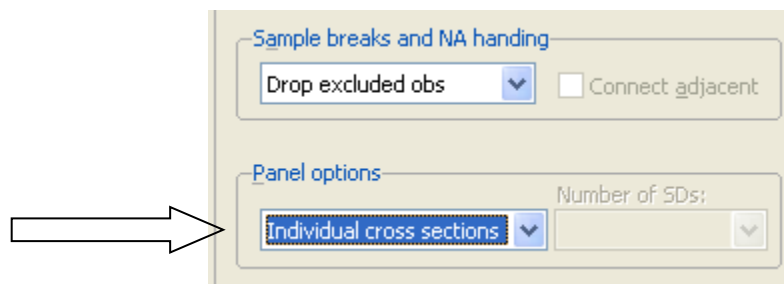 Sample breaks and NA handing
Drop excluded obs
Connect adjacent
Panel options
Number of SDs:
Individual cross sections